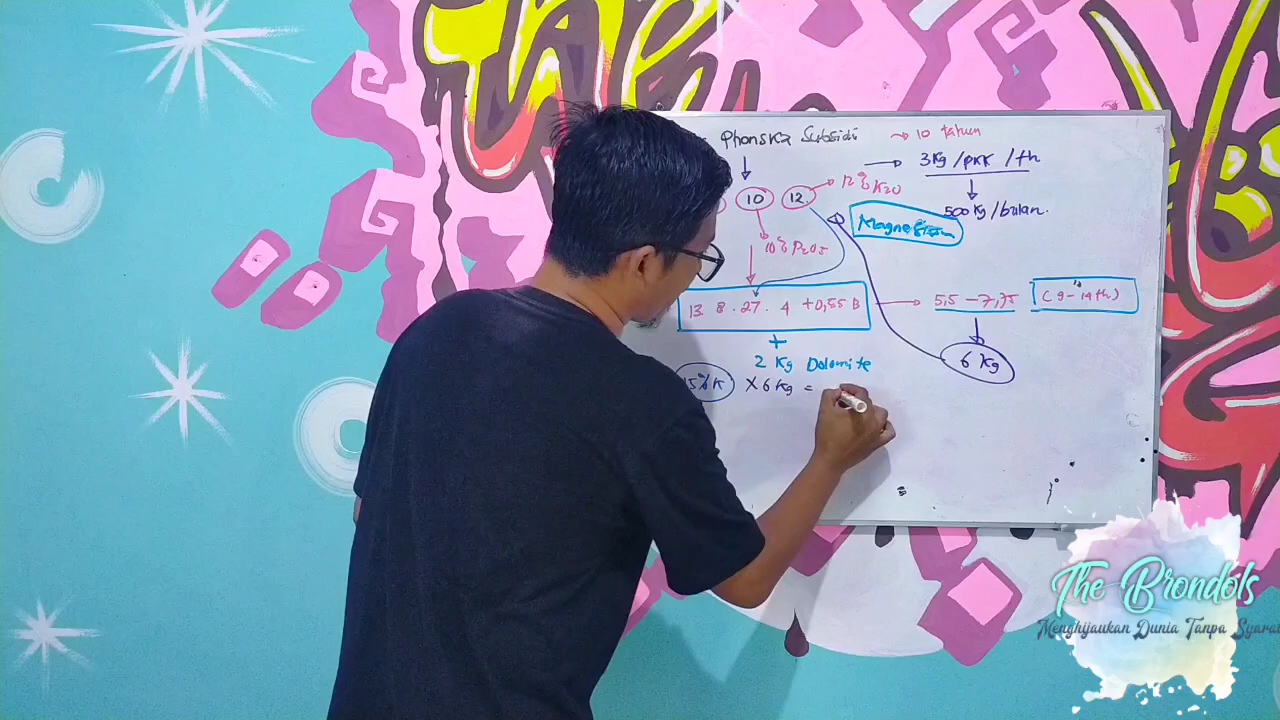 Phonska Subsidi → 10 tahun
→ 3 Kg / pkk / th
10 12 → 12% K2O
500 Kg / bulan.
Magnesium
10% P2O5
13. 8. 27. 4 +0,55 B → 5,5 - 7,75 (9 - 14 th)
+
2 Kg Dolomite
6 Kg
15% K X 6 Kg =
The Brondols
Menghijaukan Dunia Tanpa Syarat